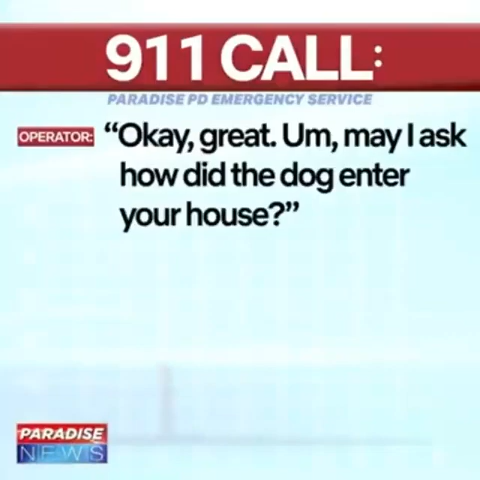 911 CALL:
PARADISE PD EMERGENCY SERVICE
OPERATOR: “Okay, great. Um, may I ask
how did the dog enter
your house?”
PARADISE
NEWS